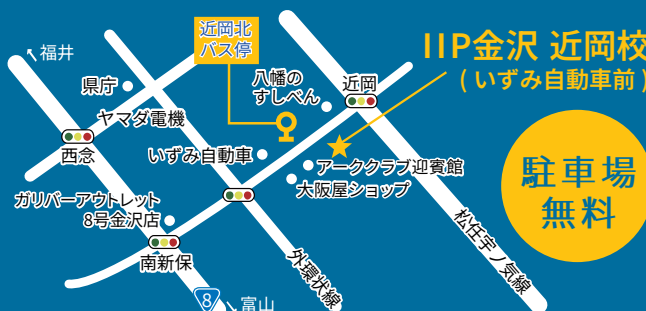 ↖福井
近岡北
バス停
IIP金沢 近岡校
( いずみ自動車前 )
県庁
八幡の
すしべん
近岡
ヤマダ電機
西念
いずみ自動車
アーククラブ迎賓館
大阪屋ショップ
駐車場
無料
ガリバーアウトレット
8号金沢店
南新保
外環状線
松任宇ノ気線
8
↘富山